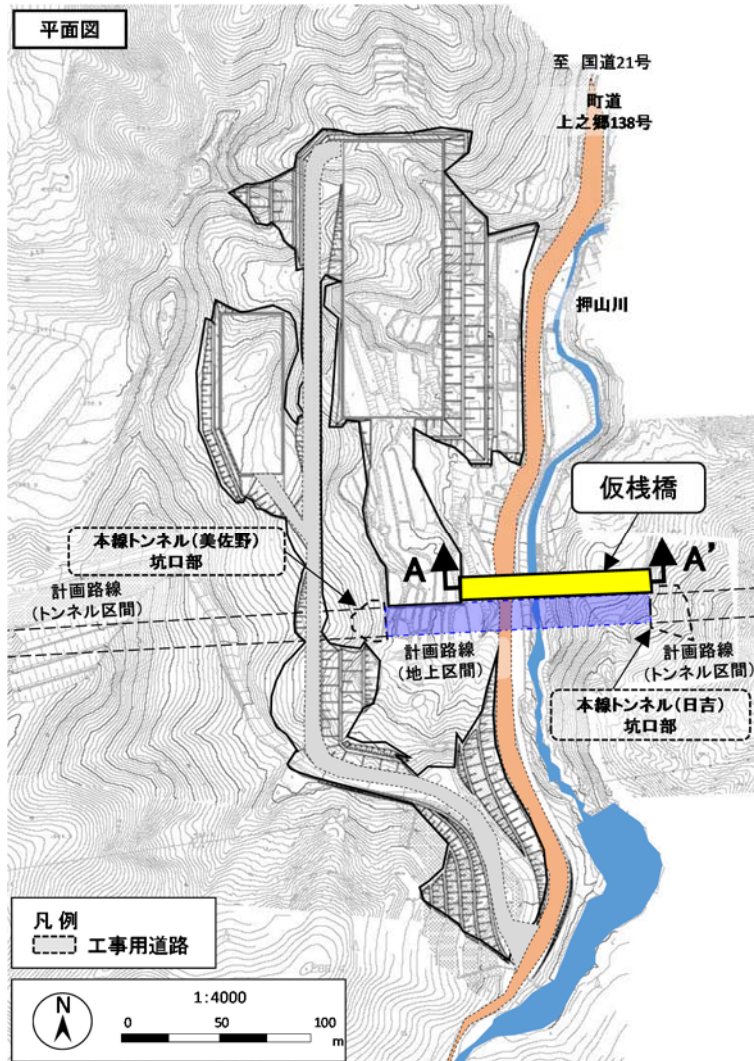 平面図
至 国道21号
町道
上之郷138号
押山川
仮桟橋
本線トンネル(美佐野)
坑口部
A
A'
計画路線
(トンネル区間)
計画路線
(地上区間)
計画路線
(トンネル区間)
本線トンネル(日吉)
坑口部
凡 例
工事用道路
N
1:4000
0 50 100
m